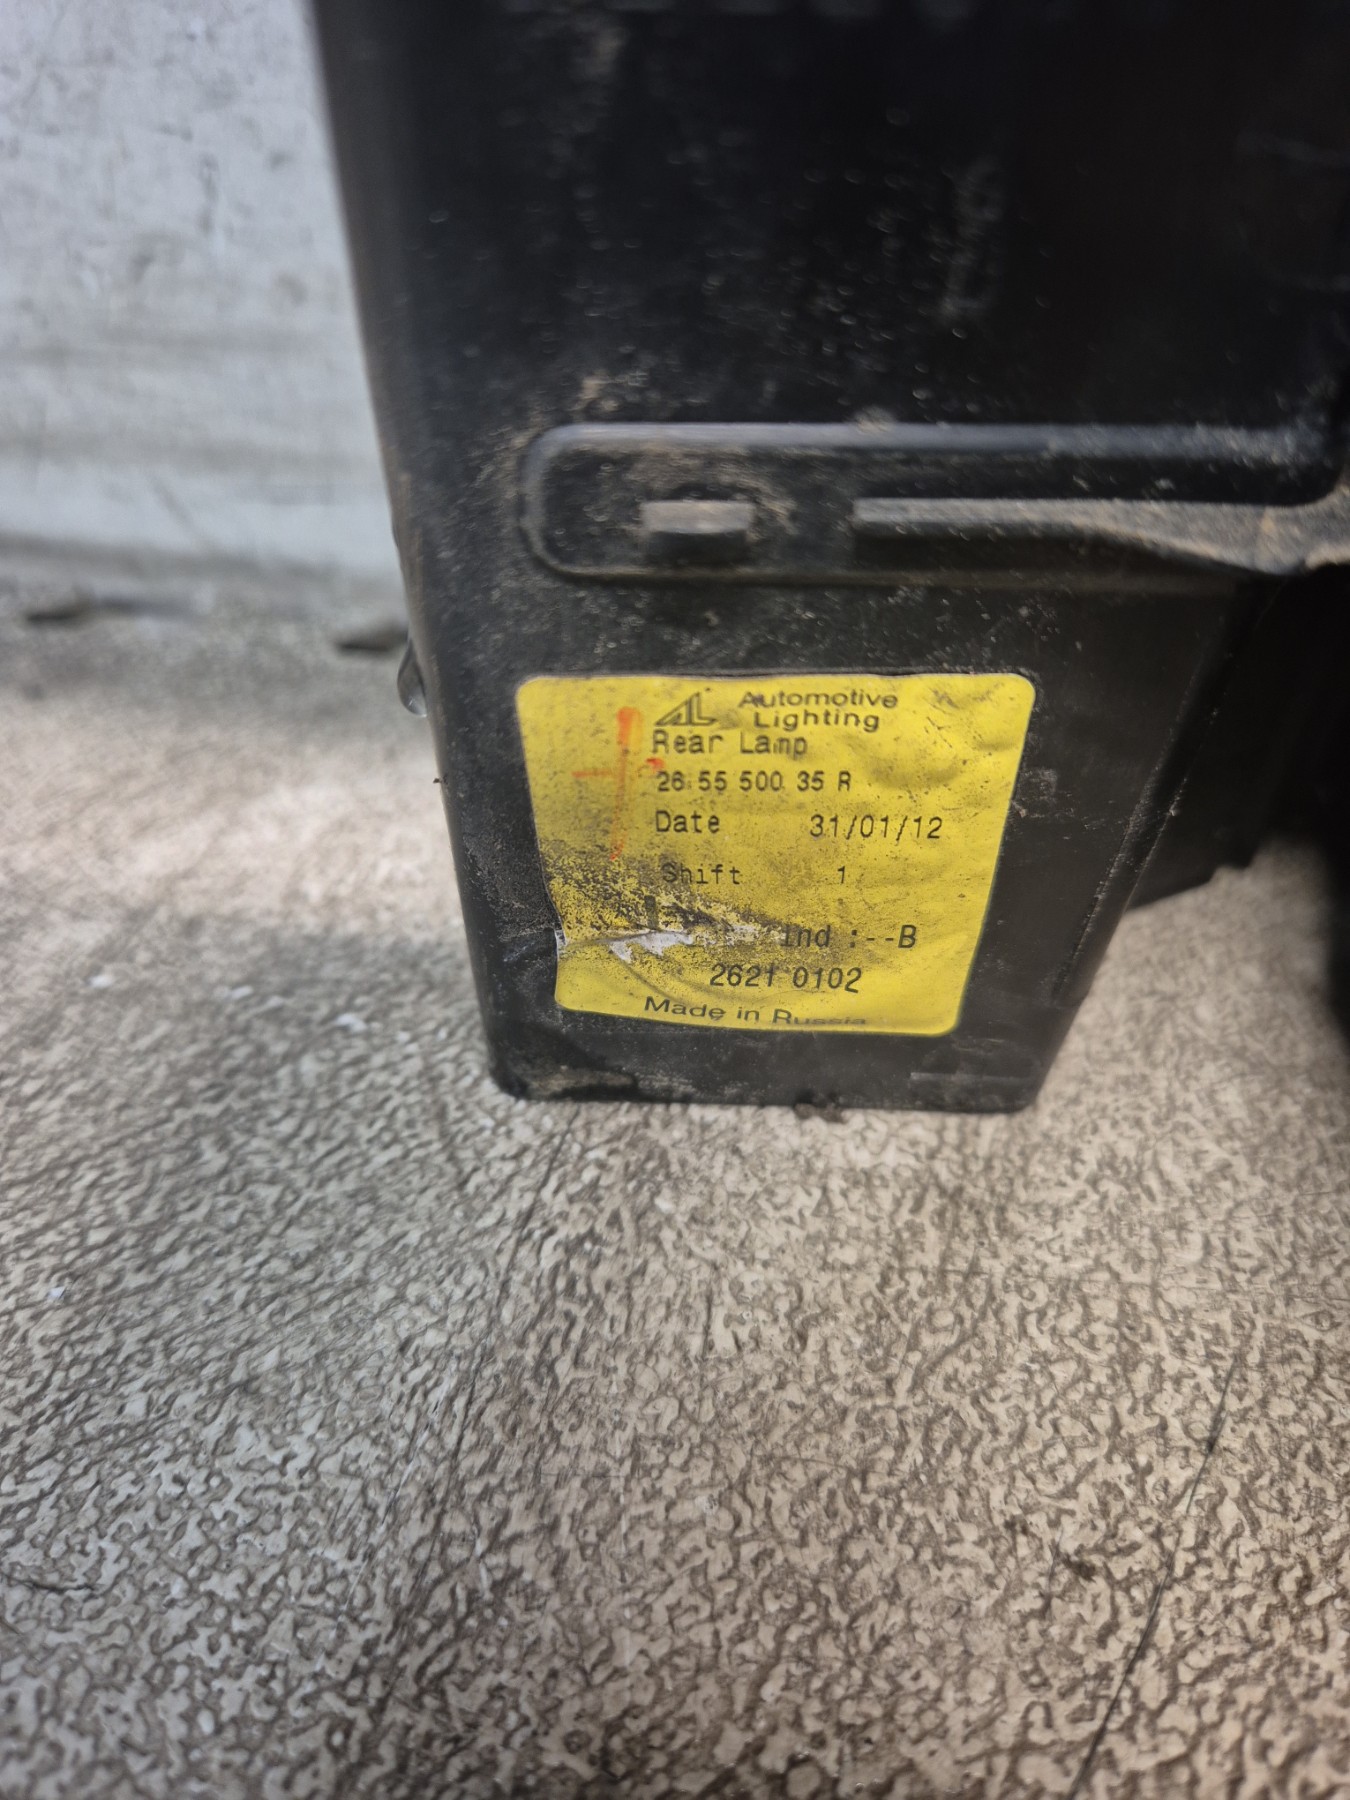 AL Automotive
Lighting
Rear Lamp
26 55 500 35 R
Date 31/01/12
Shift 1
Ind :--B
2621 0102
Made in Russia